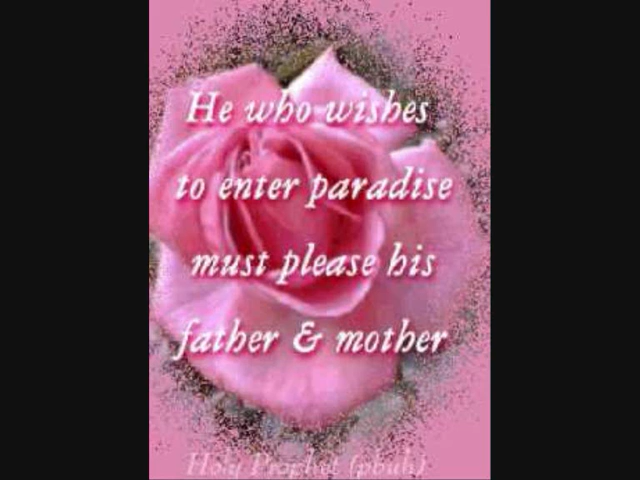 He who wishes
to enter paradise
must please his
father & mother
Holy Prophet (pbuh)